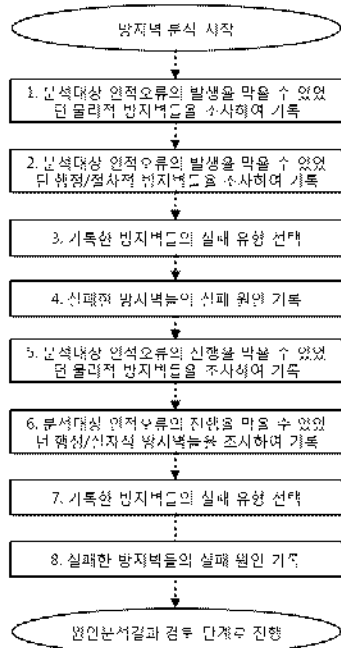 방지벽 분석 시작
1. 분석대상 인적오류의 발생을 막을 수 있었
던 물리적 방지벽들을 조사하여 기록
2. 분석대상 인적오류의 발생을 막을 수 있었
던 행정/절차적 방지벽들을 조사하여 기록
3. 기록한 방지벽들의 실패 유형 선택
4. 실패한 방지벽들의 실패 원인 기록
5. 분석대상 인적오류의 진행을 막을 수 있었
던 물리적 방지벽들을 조사하여 기록
6. 분석대상 인적오류의 진행을 막을 수 있었
던 행정/절차적 방지벽들을 조사하여 기록
7. 기록한 방지벽들의 실패 유형 선택
8. 실패한 방지벽들의 실패 원인 기록
원인분석결과 검토 단계로 진행